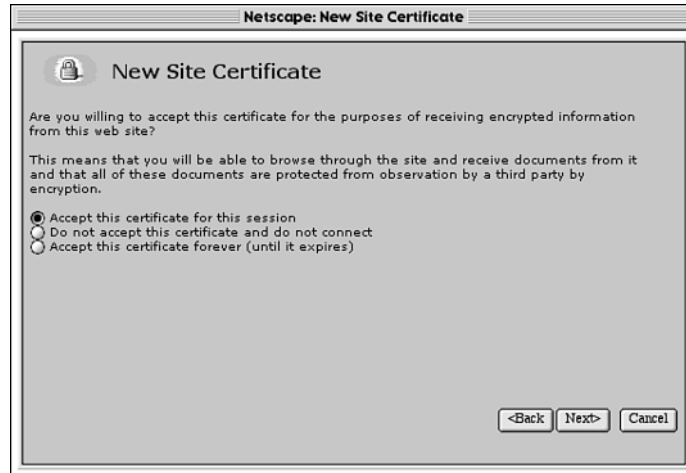 Netscape: New Site Certificate
New Site Certificate
Are you willing to accept this certificate for the purposes of receiving encrypted information
from this web site?
This means that you will be able to browse through the site and receive documents from it
and that all of these documents are protected from observation by a third party by
encryption.
Accept this certificate for this session
Do not accept this certificate and do not connect
Accept this certificate forever (until it expires)
<Back Next> Cancel